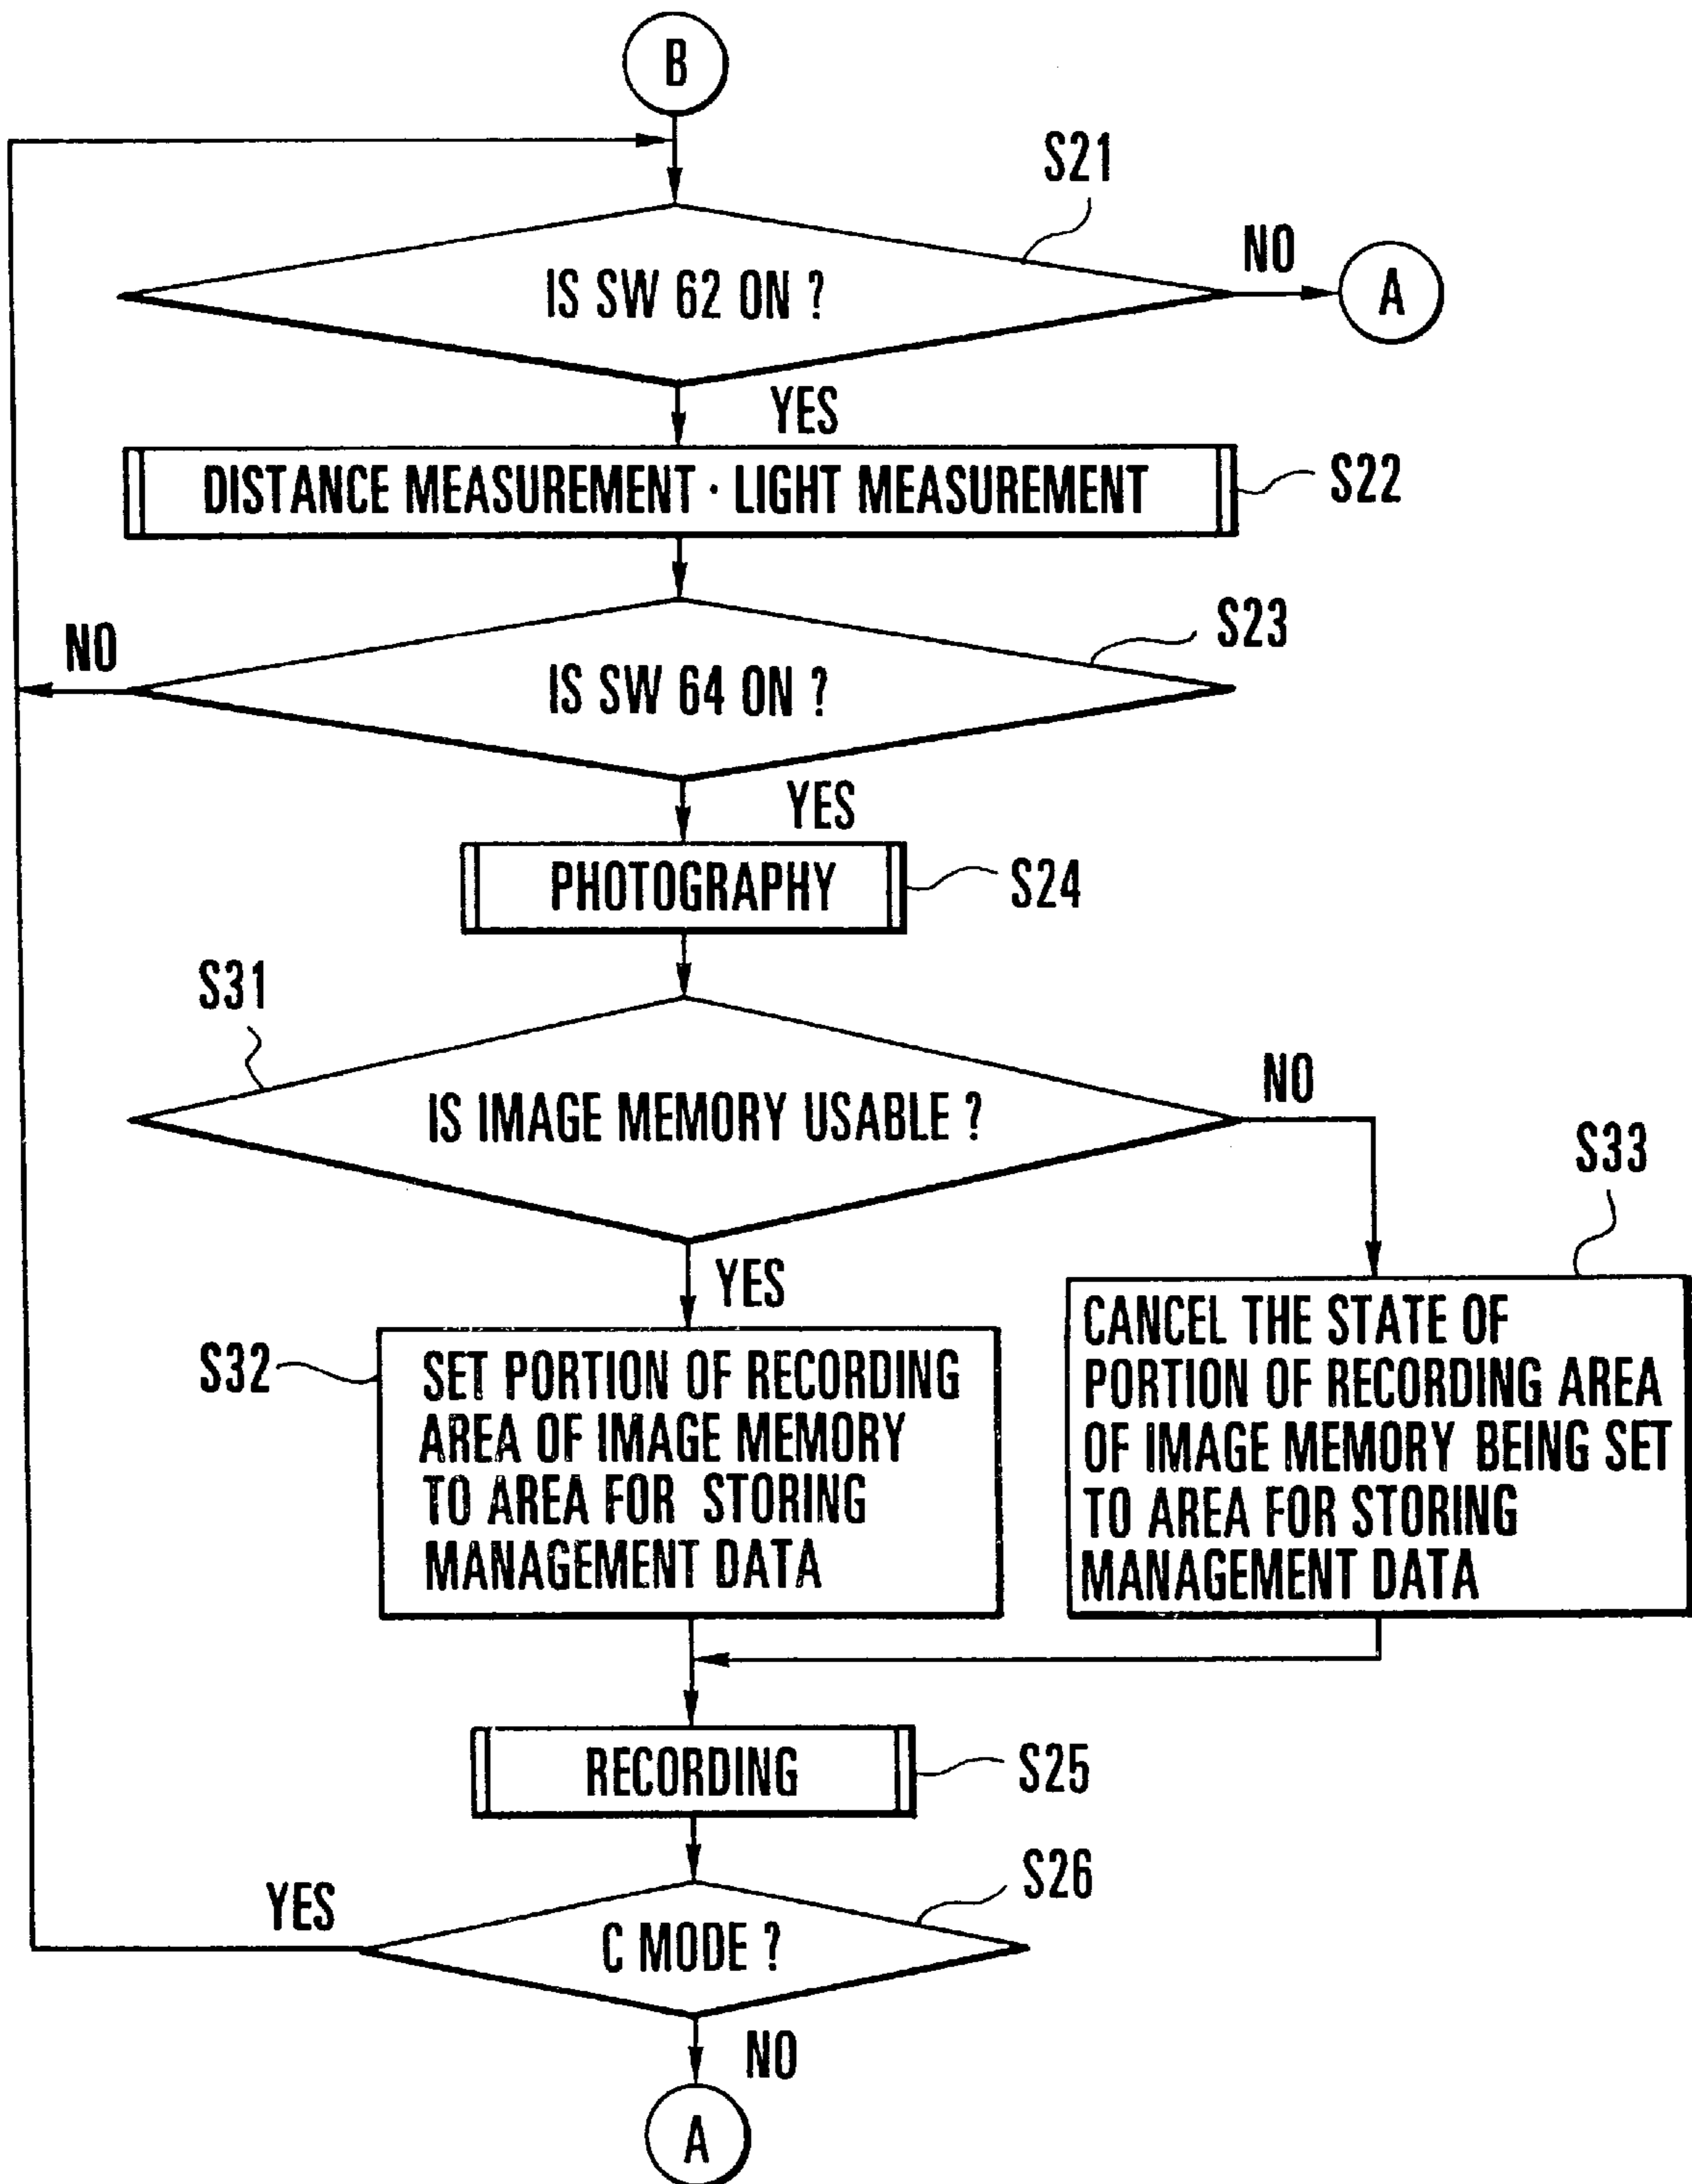 B
S21
IS SW 62 ON ?
NO
A
YES
DISTANCE MEASUREMENT · LIGHT MEASUREMENT
S22
S23
NO
IS SW 64 ON ?
YES
PHOTOGRAPHY
S24
S31
IS IMAGE MEMORY USABLE ?
NO
S33
YES
S32
SET PORTION OF RECORDING
AREA OF IMAGE MEMORY
TO AREA FOR STORING
MANAGEMENT DATA
CANCEL THE STATE OF
PORTION OF RECORDING AREA
OF IMAGE MEMORY BEING SET
TO AREA FOR STORING
MANAGEMENT DATA
RECORDING
S25
S26
YES
C MODE ?
NO
A